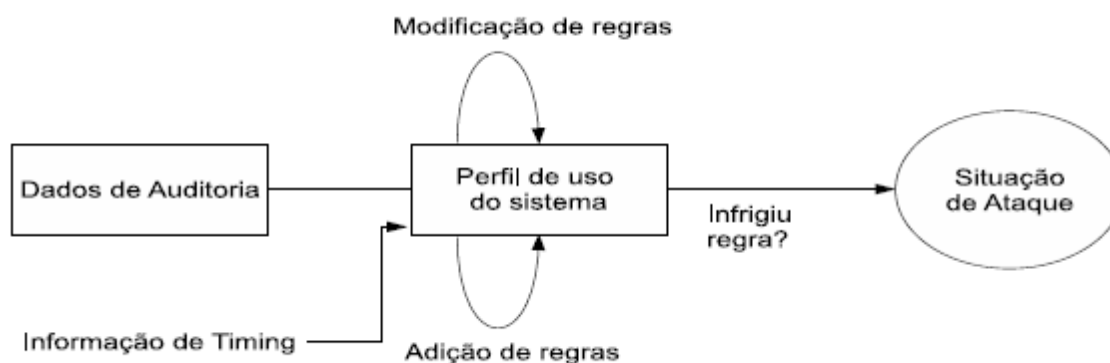 Modificação de regras
Dados de Auditoria
Perfil de uso
do sistema
Infrigiu
regra?
Situação
de Ataque
Informação de Timing
Adição de regras